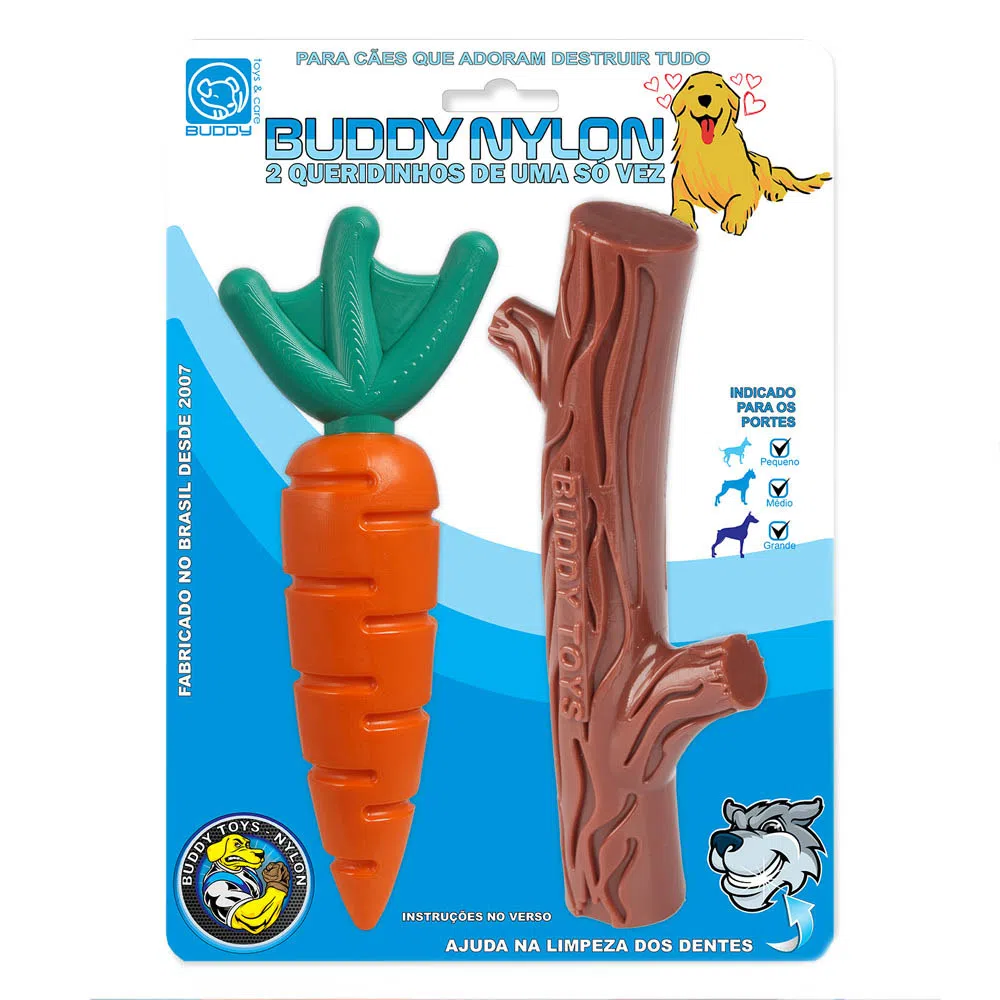 PARA CÃES QUE ADORAM DESTRUIR TUDO
toys & care
BUDDY
BUDDY NYLON
2 QUERIDINHOS DE UMA SÓ VEZ
FABRICADO NO BRASIL DESDE 2007
INDICADO
PARA OS
PORTES
Pequeno
Médio
Grande
BUDDY TOYS
BUDDY TOYS - NYLON
INSTRUÇÕES NO VERSO
AJUDA NA LIMPEZA DOS DENTES